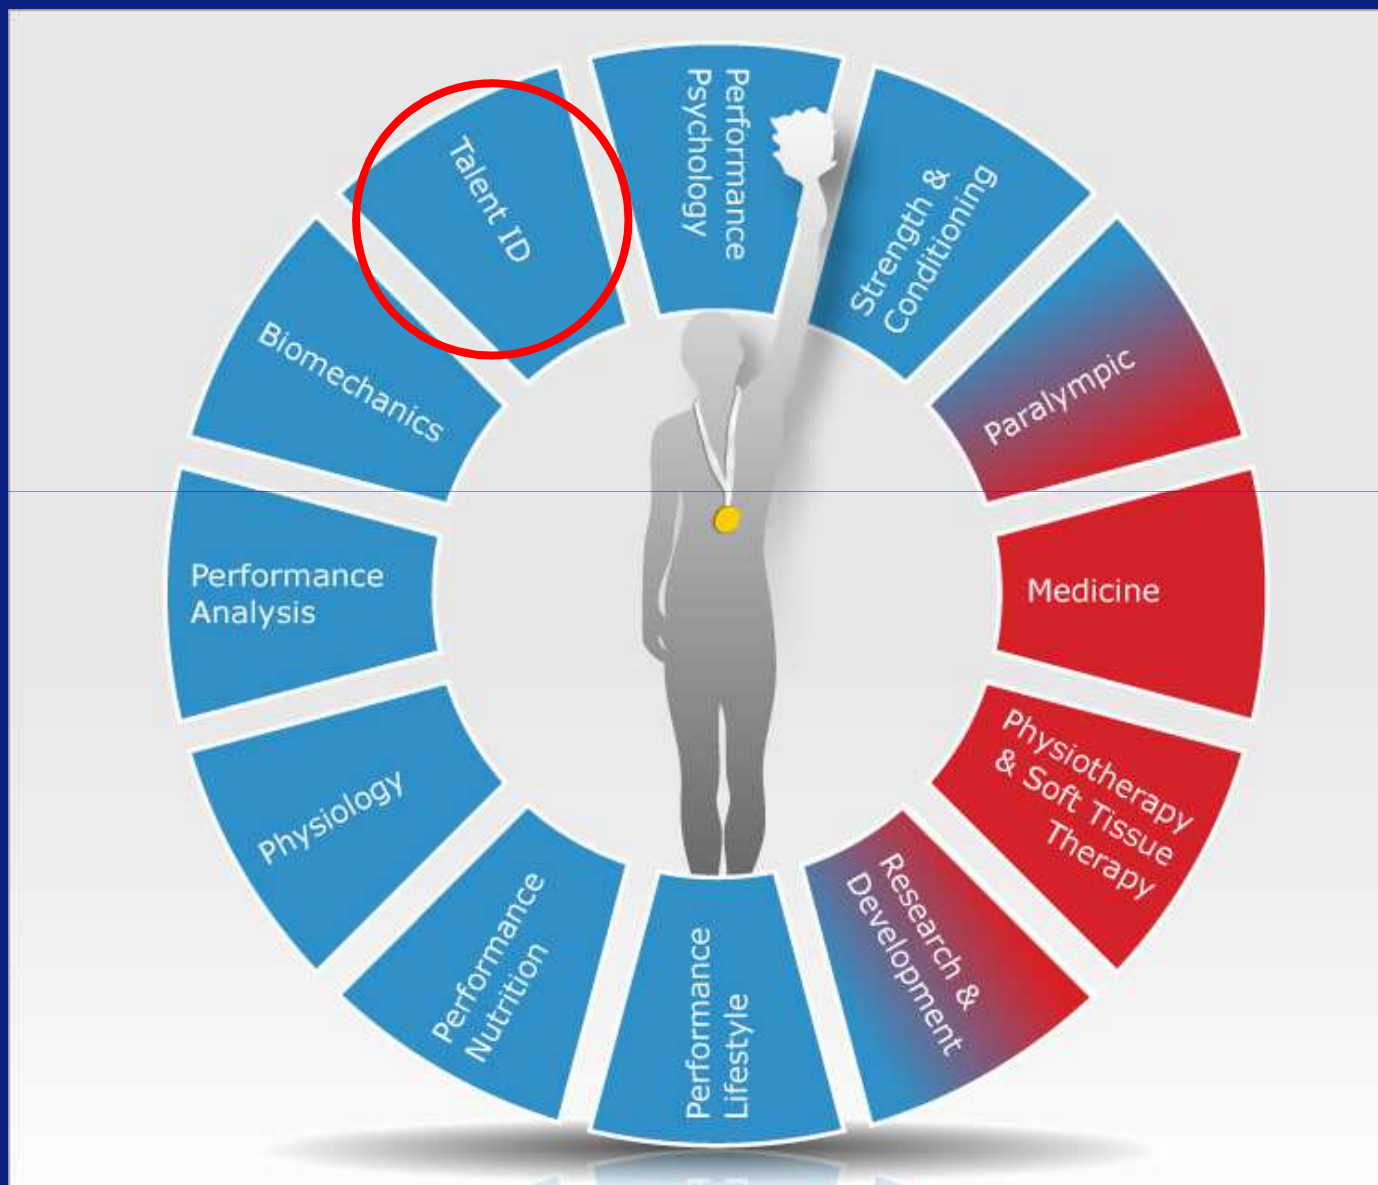 Performance
Psychology
Strength &
Conditioning
Paralympic
Medicine
Physiotherapy
& Soft Tissue
Therapy
Research &
Development
Performance
Lifestyle
Performance
Nutrition
Physiology
Performance
Analysis
Biomechanics
Talent ID